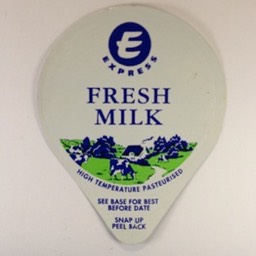 E
EXPRESS
FRESH
MILK
HIGH TEMPERATURE PASTEURISED
SEE BASE FOR BEST
BEFORE DATE
SNAP UP
PEEL BACK